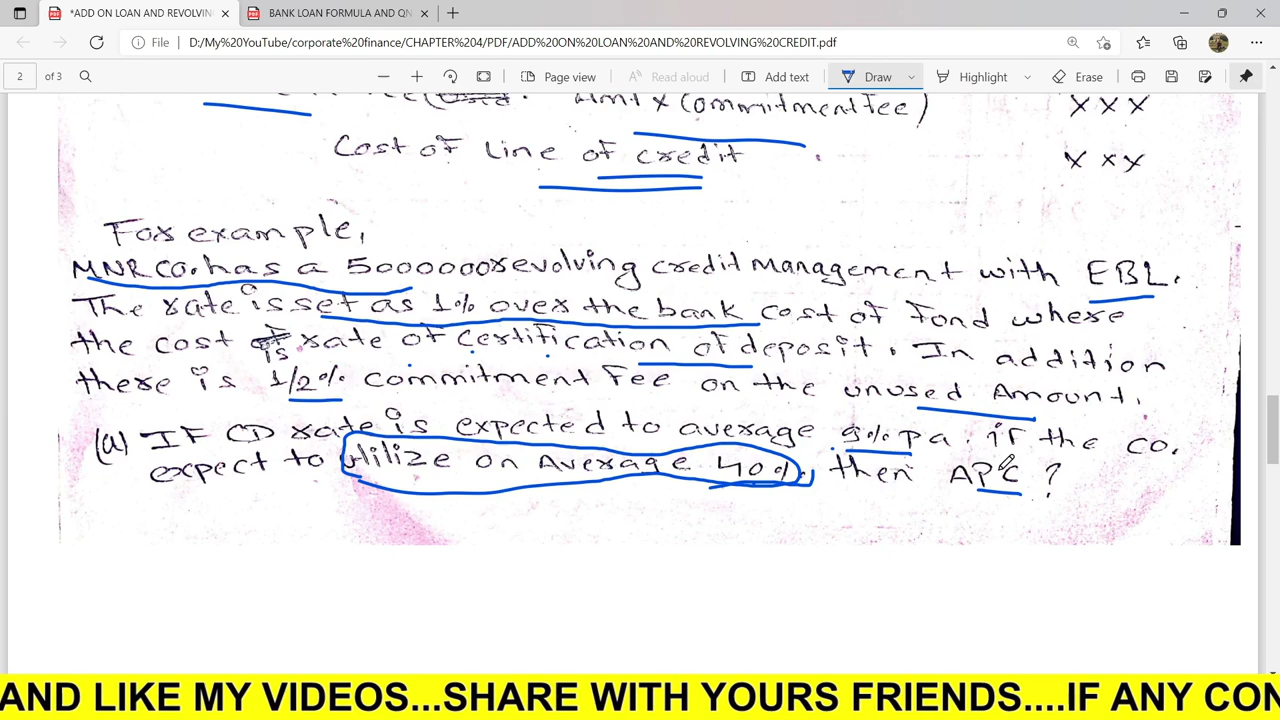 *ADD ON LOAN AND REVOLVIN
BANK LOAN FORMULA AND QN
File
D:/My%20YouTube/corporate%20finance/CHAPTER%204/PDF/ADD%20ON%20LOAN%20AND%20REVOLVING%20CREDIT.pdf
2 of 3
Page view
Read aloud
Add text
Draw
Highlight
Erase
Amt x Commitment Fee) xxx
Cost of line of credit xxx
For example,
MNR Co. has a 5000000 revolving credit Management with EBL.
The rate is set as 1% over the bank cost of Fond where
the cost is rate of certification of deposit. In addition
there is 1/2% commitment Fee on the unused Amount.
(a) IF CD rate is expected to average 9% pa. if the co.
expect to utilize on Average 40%, then APC ?
AND LIKE MY VIDEOS...SHARE WITH YOURS FRIENDS....IF ANY CON